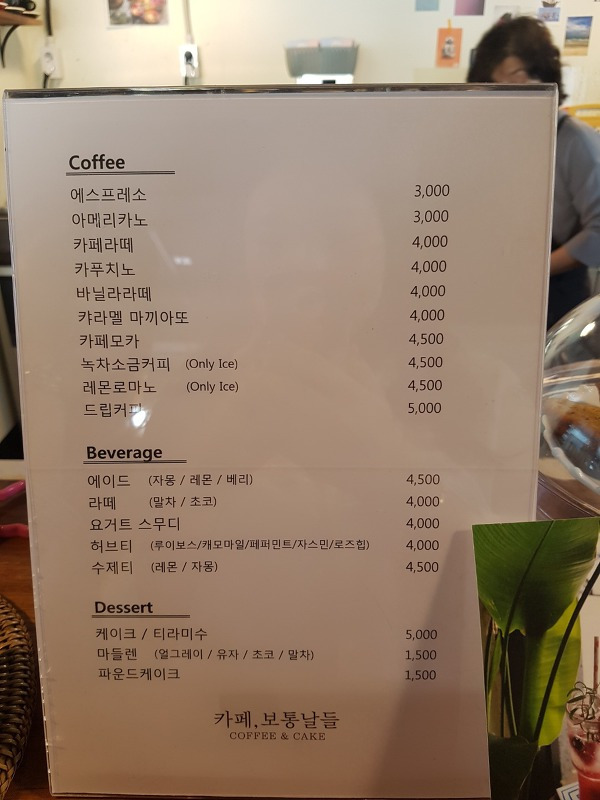 Coffee
에스프레소 3,000
아메리카노 3,000
카페라떼 4,000
카푸치노 4,000
바닐라라떼 4,000
캬라멜 마끼아또 4,000
카페모카 4,500
녹차소금커피 (Only Ice) 4,500
레몬로마노 (Only Ice) 4,500
드립커피 5,000
Beverage
에이드 (자몽 / 레몬 / 베리) 4,500
라떼 (말차 / 초코) 4,000
요거트 스무디 4,000
허브티 (루이보스/캐모마일/페퍼민트/자스민/로즈힙) 4,000
수제티 (레몬 / 자몽) 4,500
Dessert
케이크 / 티라미수 5,000
마들렌 (얼그레이 / 유자 / 초코 / 말차) 1,500
파운드케이크 1,500
카페, 보통날들
COFFEE & CAKE